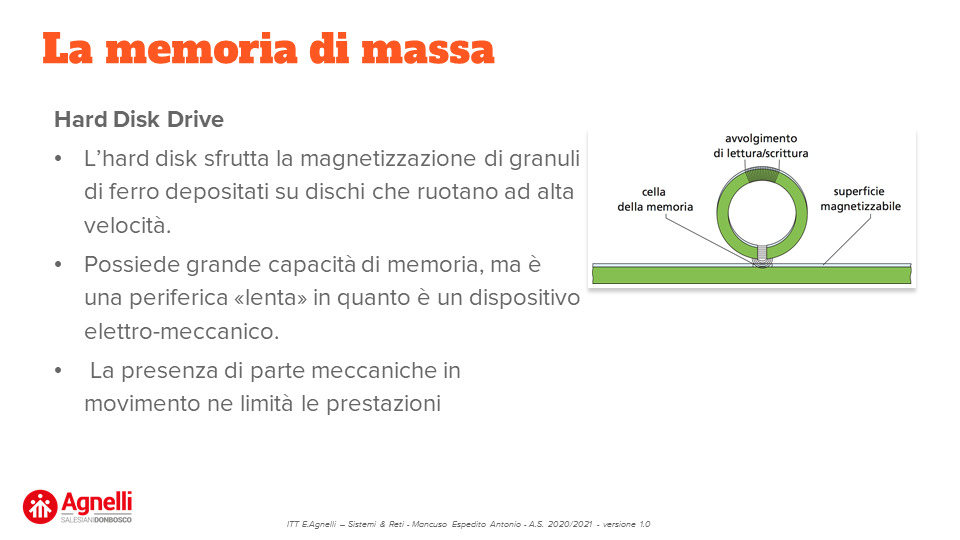 La memoria di massa
Hard Disk Drive
• L’hard disk sfrutta la magnetizzazione di granuli
di ferro depositati su dischi che ruotano ad alta
velocità.
• Possiede grande capacità di memoria, ma è
una periferica «lenta» in quanto è un dispositivo
elettro-meccanico.
• La presenza di parte meccaniche in
movimento ne limità le prestazioni
avvolgimento
di lettura/scrittura
cella
della memoria
superficie
magnetizzabile
Agnelli
SALESIANI DONBOSCO
ITT E.Agnelli – Sistemi & Reti - Mancuso Espedito Antonio - A.S. 2020/2021 - versione 1.0